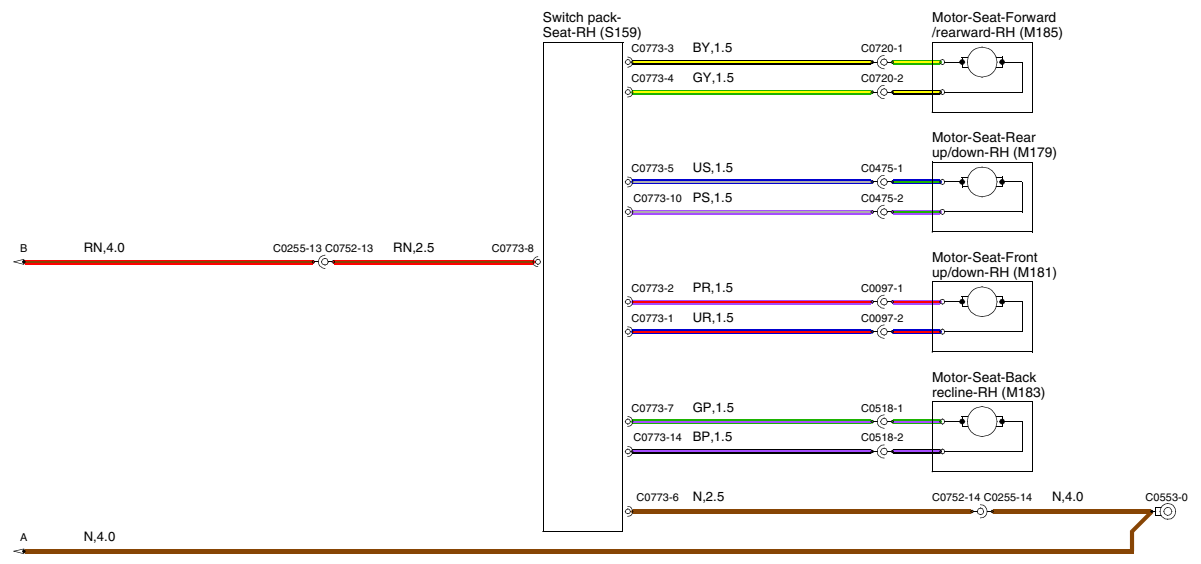 Switch pack-
Seat-RH (S159)
Motor-Seat-Forward
/rearward-RH (M185)
C0773-3 BY,1.5 C0720-1
C0773-4 GY,1.5 C0720-2
Motor-Seat-Rear
up/down-RH (M179)
C0773-5 US,1.5 C0475-1
C0773-10 PS,1.5 C0475-2
B RN,4.0 C0255-13 C0752-13 RN,2.5 C0773-8
Motor-Seat-Front
up/down-RH (M181)
C0773-2 PR,1.5 C0097-1
C0773-1 UR,1.5 C0097-2
Motor-Seat-Back
recline-RH (M183)
C0773-7 GP,1.5 C0518-1
C0773-14 BP,1.5 C0518-2
C0773-6 N,2.5 C0752-14 C0255-14 N,4.0 C0553-0
A N,4.0